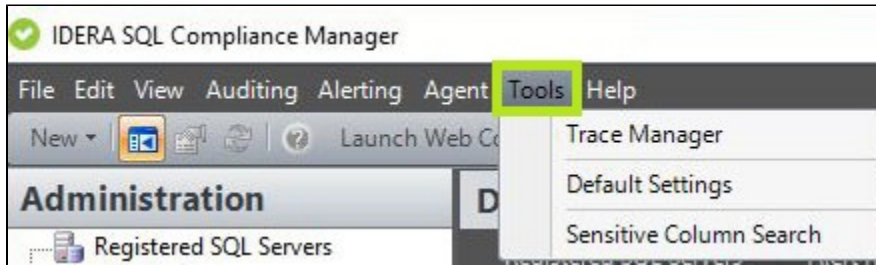 IDERA SQL Compliance Manager
File Edit View Auditing Alerting Agent Tools Help
New Launch Web Co
Trace Manager
Default Settings
Sensitive Column Search
Administration
D
Registered SQL Servers